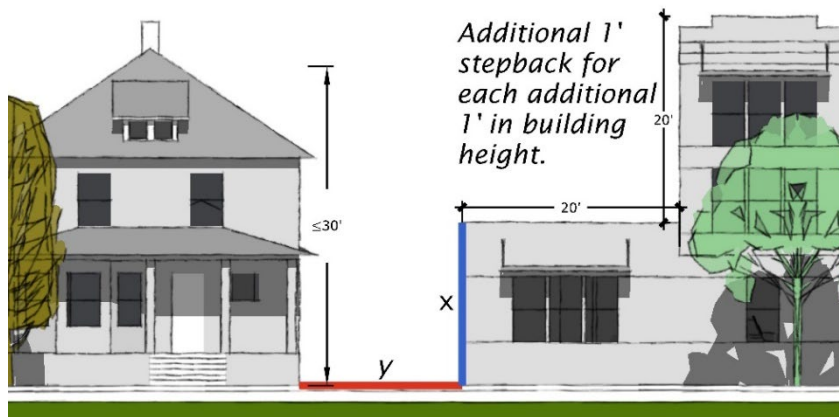 Additional 1'
stepback for
each additional
1' in building
height.
20'
20'
≤30'
x
y